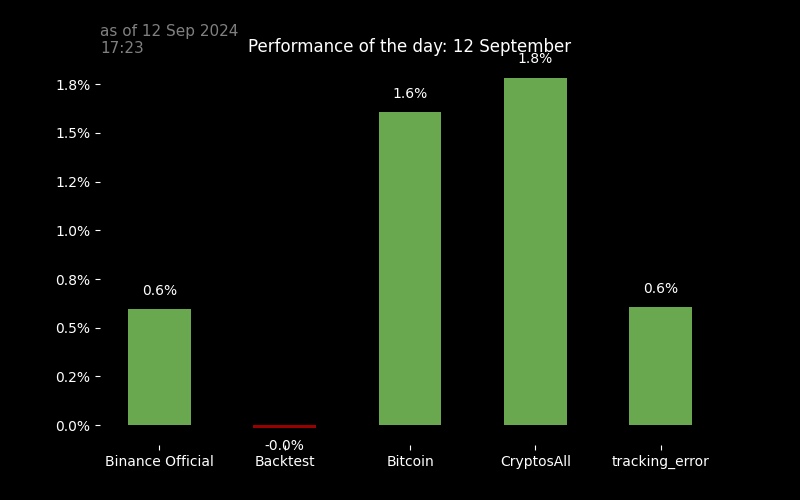 as of 12 Sep 2024
17:23
Performance of the day: 12 September
1.8%
1.5%
1.2%
1.0%
0.8%
0.5%
0.2%
0.0%
0.6%
-0.0%
1.6%
1.8%
0.6%
Binance Official
Backtest
Bitcoin
CryptosAll
tracking_error